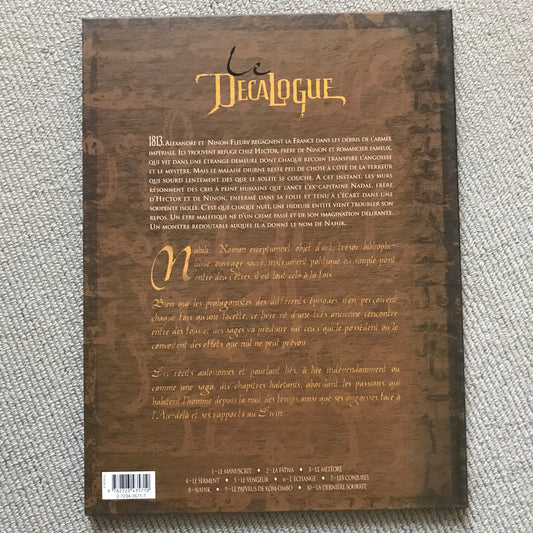 Le
DECALOGUE
1813. ALEXANDRE ET NINON FLEURY REGAGNENT LA FRANCE DANS LES DÉBRIS DE L'ARMÉE
IMPÉRIALE. ILS TROUVENT REFUGE CHEZ HECTOR, FRÈRE DE NINON ET ROMANCIER FAMEUX,
QUI VIT DANS UNE ÉTRANGE DEMEURE DONT CHAQUE RECOIN TRANSPIRE L'ANGOISSE
ET LE MYSTÈRE. MAIS LE MALAISE DIURNE RESTE PEU DE CHOSE À CÔTÉ DE LA TERREUR
QUI SOURD LENTEMENT DÈS QUE LE SOLEIL SE COUCHE. A CET INSTANT, LES MURS
RÉSONNENT DES CRIS À PEINE HUMAINS QUE LANCE L'EX-CAPITAINE NADAL, FRÈRE
D'HECTOR ET DE NINON, ENFERMÉ DANS SA FOLIE ET TENU À L'ÉCART DANS UNE
SOUPENTE ISOLÉE. C'EST QUE CHAQUE NUIT, UNE HIDEUSE ENTITÉ VIENT TROUBLER SON
REPOS. UN ÊTRE MALÉFIQUE NÉ D'UN CRIME PASSÉ ET DE SON IMAGINATION DÉLIRANTE.
UN MONSTRE REDOUTABLE AUQUEL IL A DONNÉ LE NOM DE NAHIK.
Nahik. Roman exceptionnel, objet d'art, trésor bibliophi-
lique, ouvrage sacré, instrument politique ou simple pont
entre deux êtres, il est tout cela à la fois.
Bien que les protagonistes des différents épisodes n'en perçoivent
chaque fois qu'une facette, ce livre né d'une très ancienne rencontre
entre des fous et des sages va produire sur ceux qui le possèdent ou le
convoitent des effets que nul ne peut prévoir.
Dix récits autonomes et pourtant liés, à lire indépendamment ou
comme une saga, dix chapitres haletants, abordant les passions qui
habitent l'homme depuis la nuit des temps, ainsi que ses angoisses face à
l'Au-delà et ses rapports au Divin.
1 - LE MANUSCRIT • 2 - LA FATWA • 3 - LE MÉTÉORE
4 - LE SERMENT • 5 - LE VENGEUR • 6 - L'ÉCHANGE • 7 - LES CONJURÉS
8 - NAHIK • 9 - LE PAPYRUS DE KÔM-OMBO • 10 - LA DERNIÈRE SOURATE
9 782723 435710
2-7234-3571-7